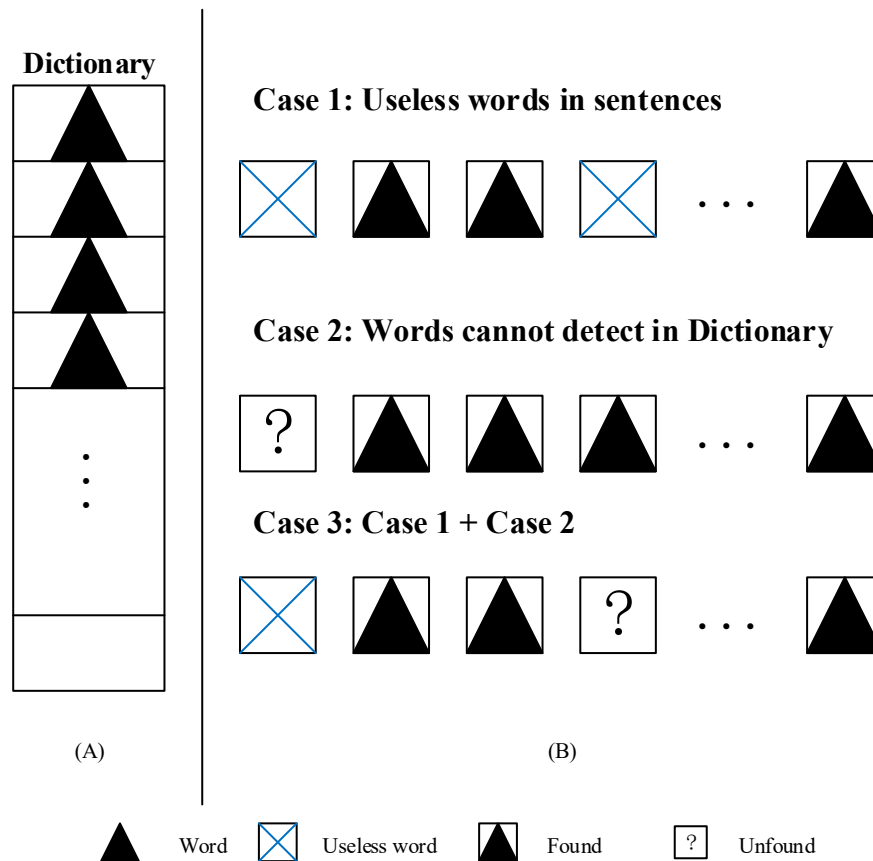 Dictionary
Case 1: Useless words in sentences
. . .
Case 2: Words cannot detect in Dictionary
? . . .
Case 3: Case 1 + Case 2
? . . .
(A)
(B)
Word Useless word Found ? Unfound